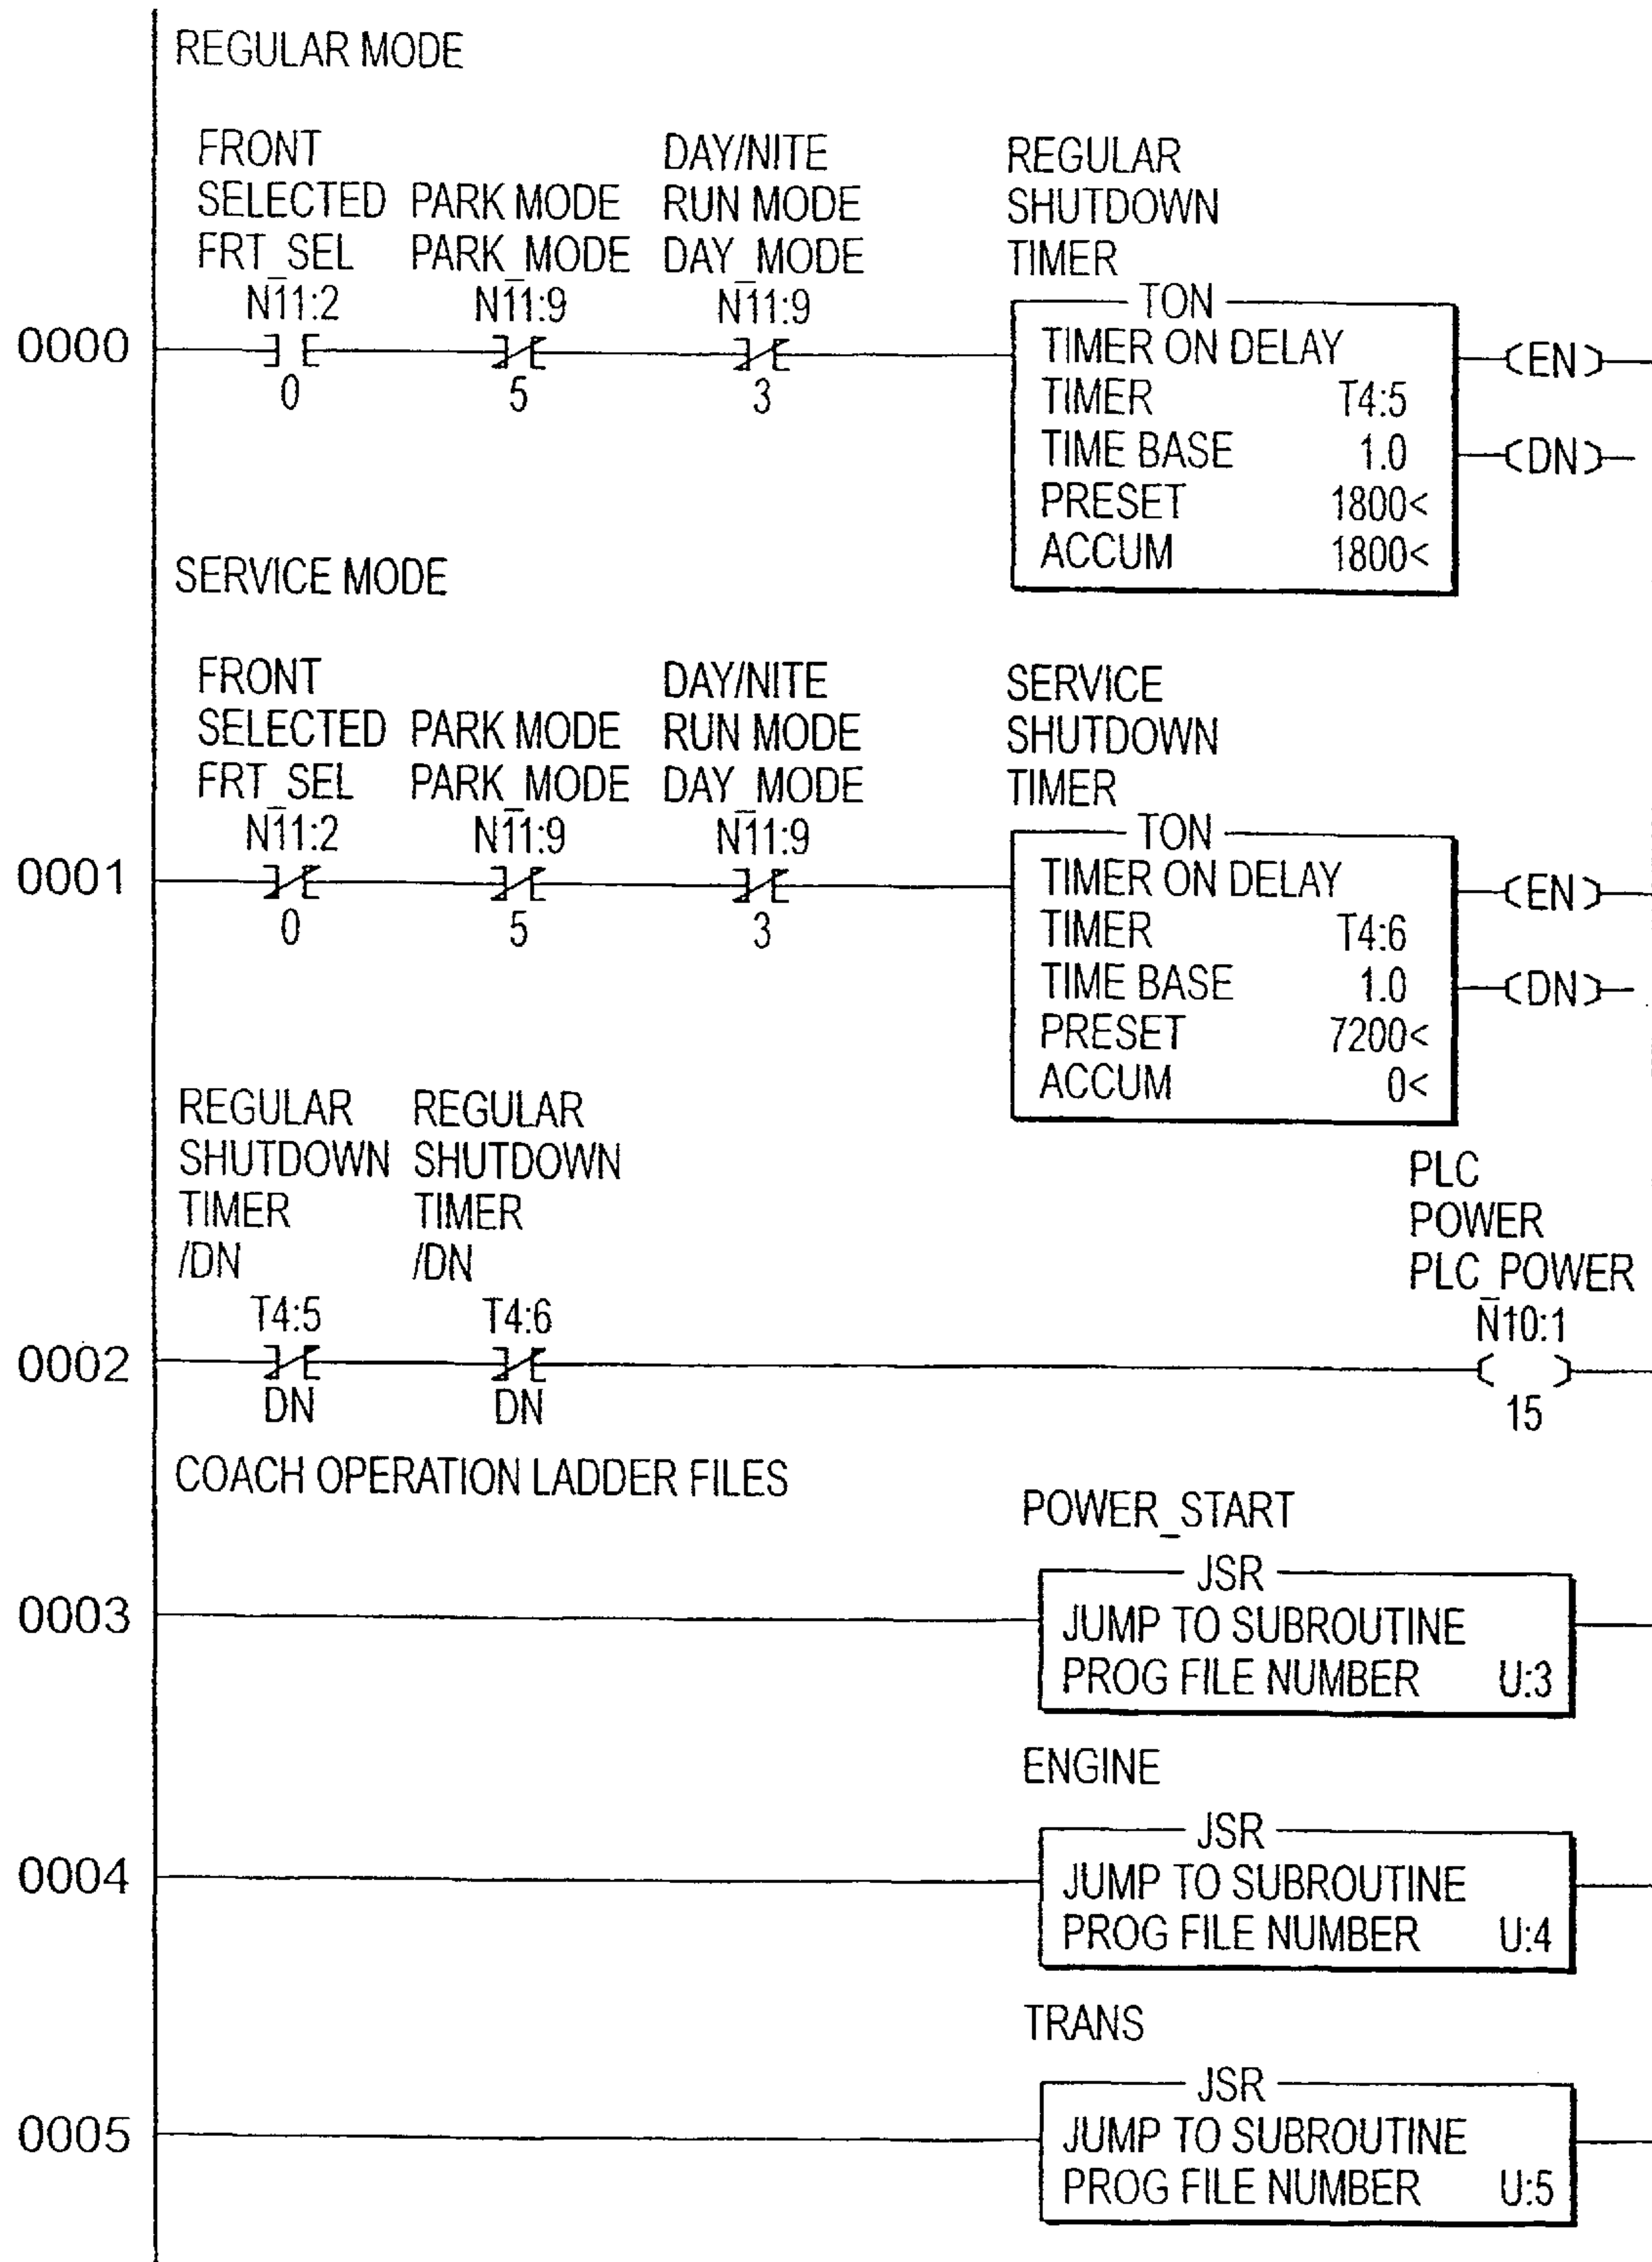 REGULAR MODE
FRONT
SELECTED PARK MODE
FRT_SEL PARK_MODE
DAY/NITE
RUN MODE
DAY_MODE
REGULAR
SHUTDOWN
TIMER
N11:2 N11:9 N11:9
0000
0 5 3
TON
TIMER ON DELAY
TIMER T4:5
TIME BASE 1.0
PRESET 1800<
ACCUM 1800<
(EN)
(DN)
SERVICE MODE
FRONT
SELECTED PARK MODE
FRT_SEL PARK_MODE
DAY/NITE
RUN MODE
DAY_MODE
SERVICE
SHUTDOWN
TIMER
N11:2 N11:9 N11:9
0001
0 5 3
TON
TIMER ON DELAY
TIMER T4:6
TIME BASE 1.0
PRESET 7200<
ACCUM 0<
(EN)
(DN)
REGULAR
SHUTDOWN
TIMER
/DN
T4:5
REGULAR
SHUTDOWN
TIMER
/DN
T4:6
PLC
POWER
PLC_POWER
N10:1
0002
DN DN 15
COACH OPERATION LADDER FILES
POWER_START
0003
JSR
JUMP TO SUBROUTINE
PROG FILE NUMBER U:3
ENGINE
0004
JSR
JUMP TO SUBROUTINE
PROG FILE NUMBER U:4
TRANS
0005
JSR
JUMP TO SUBROUTINE
PROG FILE NUMBER U:5